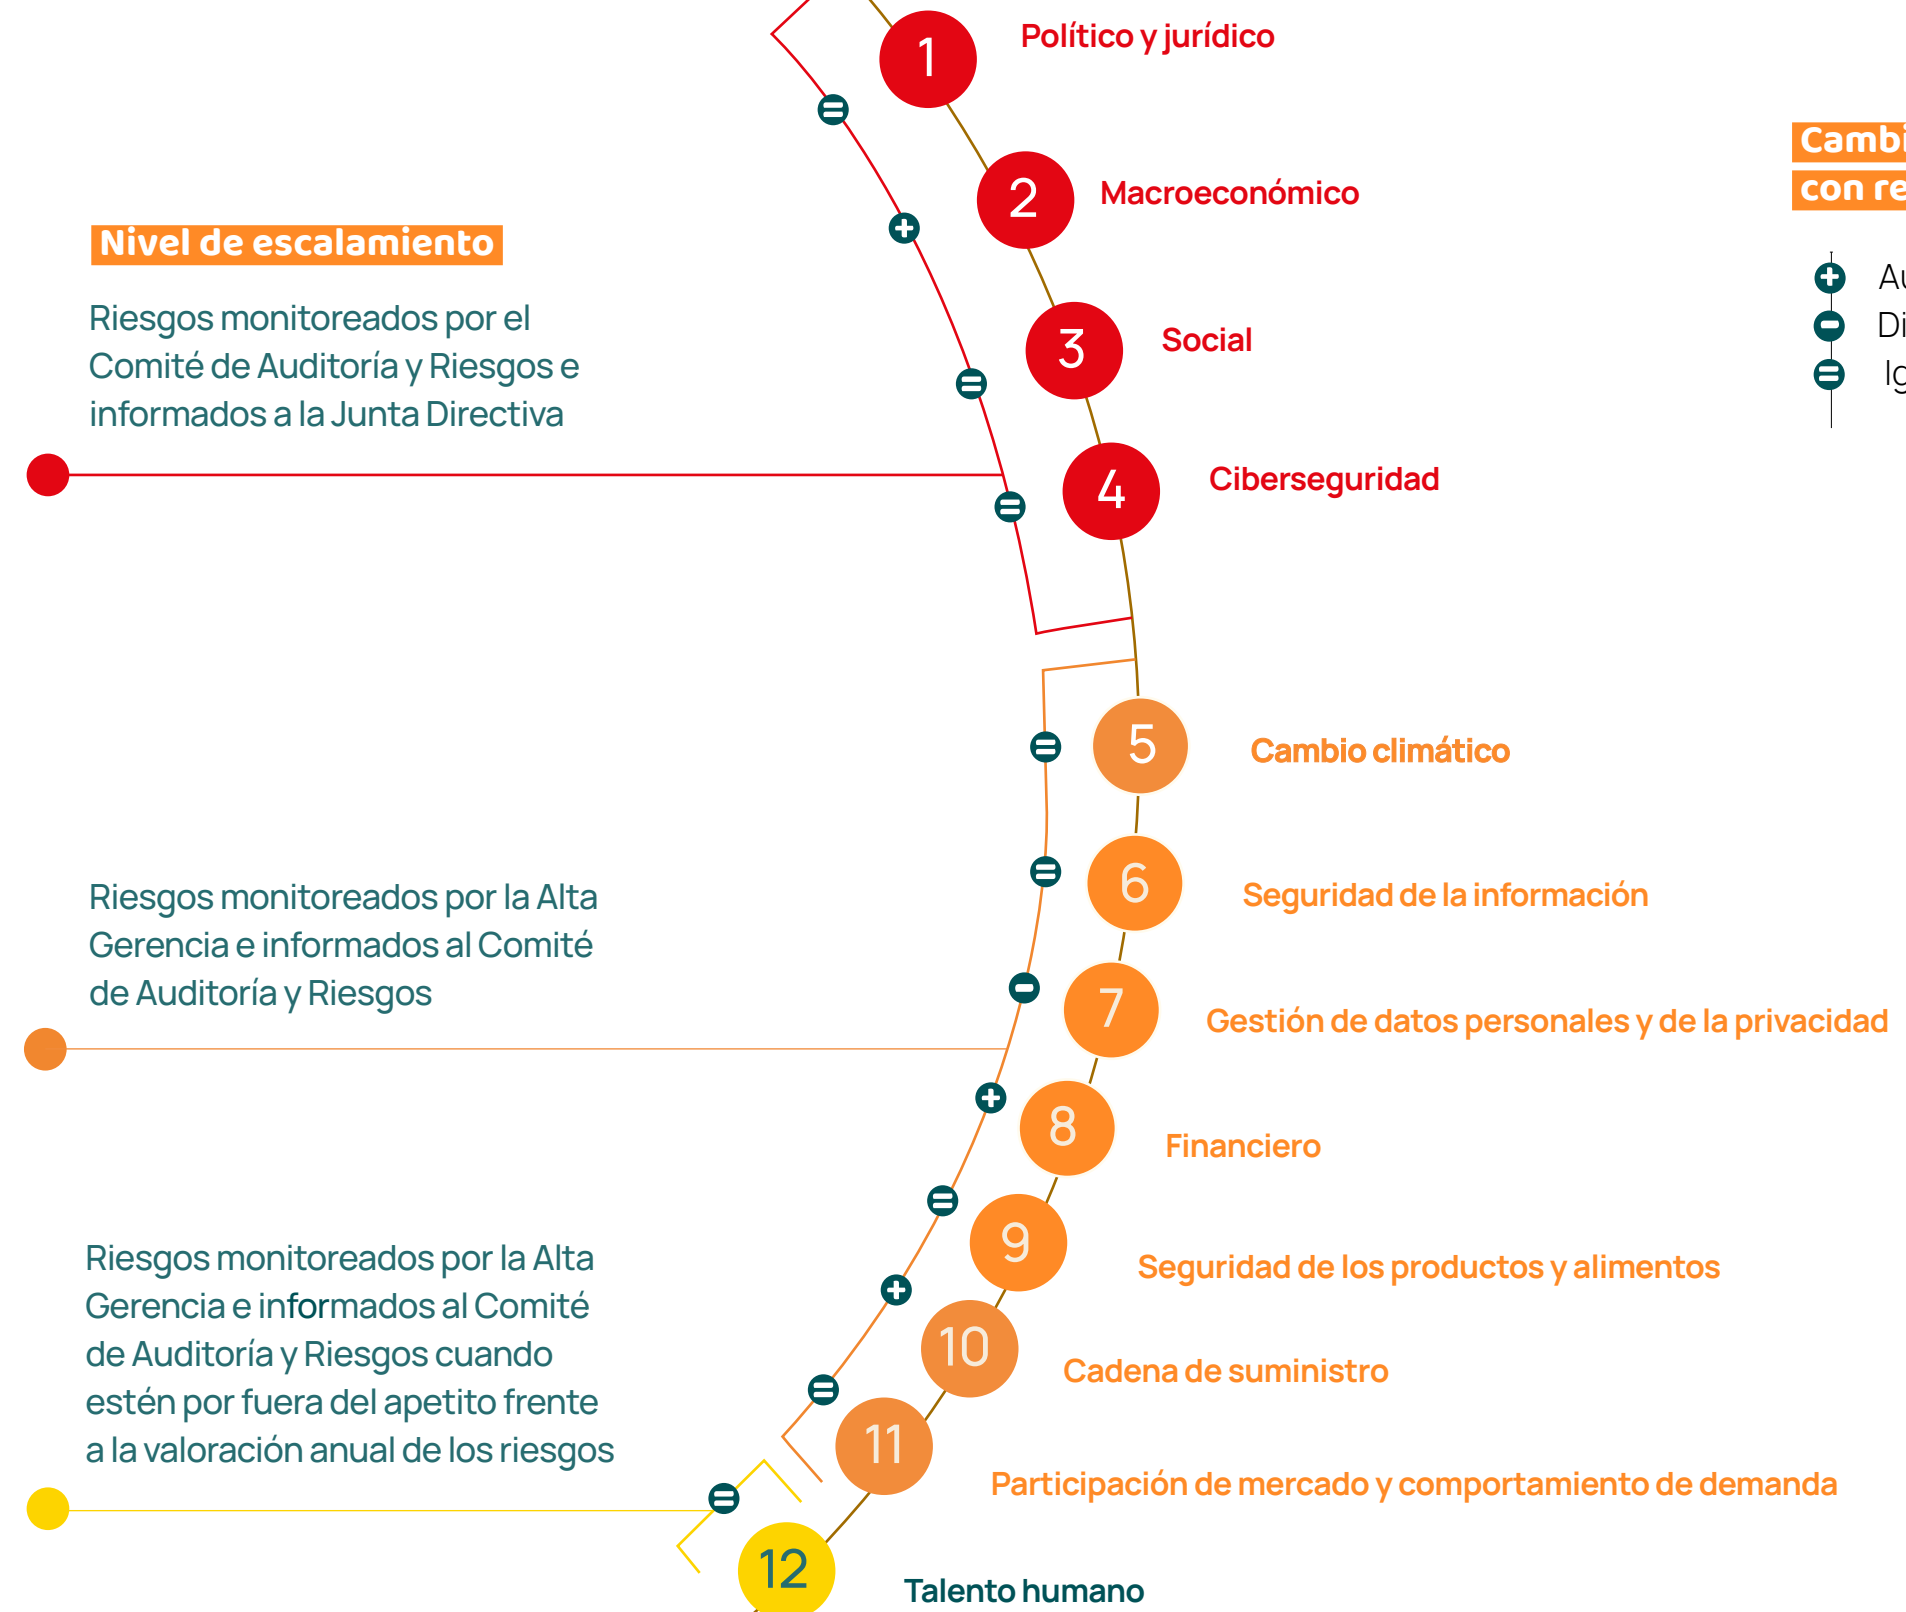 Nivel de escalamiento
Riesgos monitoreados por el
Comité de Auditoría y Riesgos e
informados a la Junta Directiva
Riesgos monitoreados por la Alta
Gerencia e informados al Comité
de Auditoría y Riesgos
Riesgos monitoreados por la Alta
Gerencia e informados al Comité
de Auditoría y Riesgos cuando
estén por fuera del apetito frente
a la valoración anual de los riesgos
1 Político y jurídico
2 Macroeconómico
3 Social
4 Ciberseguridad
5 Cambio climático
6 Seguridad de la información
7 Gestión de datos personales y de la privacidad
8 Financiero
9 Seguridad de los productos y alimentos
10 Cadena de suministro
11 Participación de mercado y comportamiento de demanda
12 Talento humano
con